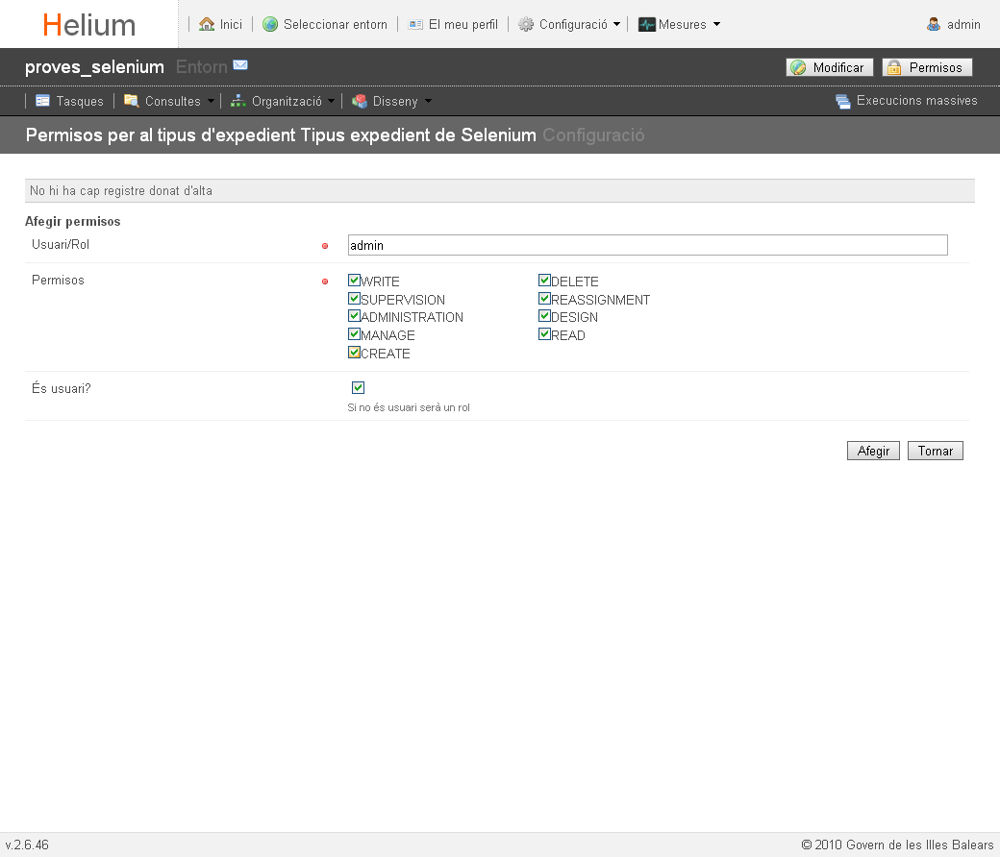 Helium
Inici
Seleccionar entorn
El meu perfil
Configuració
Mesures
admin
proves_selenium Entorn
Modificar
Permisos
Tasques
Consultes
Organització
Disseny
Execucions massives
Permisos per al tipus d'expedient Tipus expedient de Selenium Configuració
No hi ha cap registre donat d'alta
Afegir permisos
Usuari/Rol
admin
Permisos
WRITE
DELETE
SUPERVISION
REASSIGNMENT
ADMINISTRATION
DESIGN
MANAGE
READ
CREATE
És usuari?
Si no és usuari serà un rol
Afegir
Tornar
v.2.6.46
© 2010 Govern de les Illes Balears